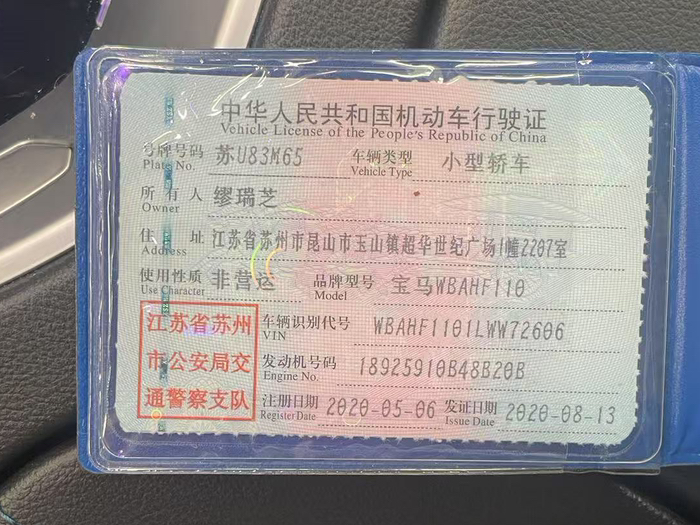 中华人民共和国机动车行驶证
Vehicle License of the People's Republic of China
号牌号码 苏U83M65 车辆类型 小型轿车
Plate No. Vehicle Type
所有人 缪瑞芝
Owner
住址 江苏省苏州市昆山市玉山镇超华世纪广场1幢2207室
Address
使用性质 非营运 品牌型号 宝马WBAHF110
Use Character Model
江苏省苏州
市公安局交
通警察支队
车辆识别代号 WBAHF1101LWW72606
VIN
发动机号码 18925910B48B20B
Engine No.
注册日期 2020-05-06 发证日期 2020-08-13
Register Date Issue Date